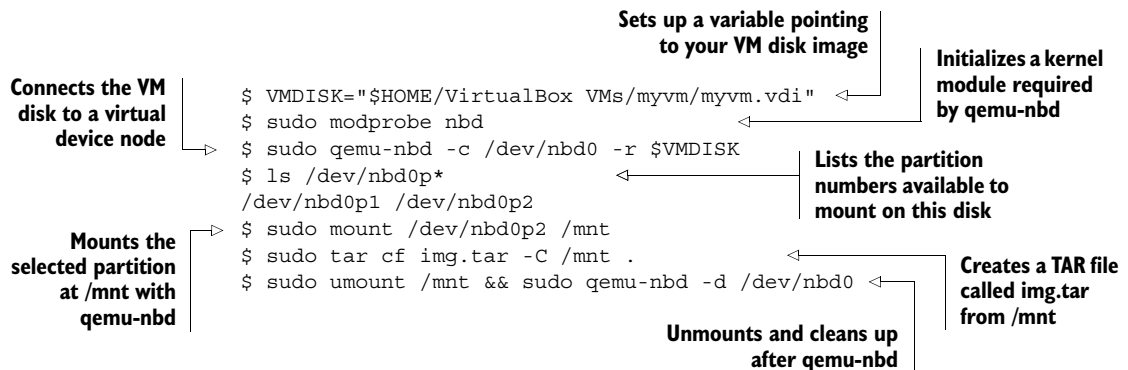 Sets up a variable pointing
to your VM disk image
Initializes a kernel
module required
by qemu-nbd
Connects the VM
disk to a virtual
device node
$ VMDISK="$HOME/VirtualBox VMs/myvm/myvm.vdi"
$ sudo modprobe nbd
$ sudo qemu-nbd -c /dev/nbd0 -r $VMDISK
$ ls /dev/nbd0p*
/dev/nbd0p1 /dev/nbd0p2
$ sudo mount /dev/nbd0p2 /mnt
$ sudo tar cf img.tar -C /mnt .
$ sudo umount /mnt && sudo qemu-nbd -d /dev/nbd0
Lists the partition
numbers available to
mount on this disk
Mounts the
selected partition
at /mnt with
qemu-nbd
Creates a TAR file
called img.tar
from /mnt
Unmounts and cleans up
after qemu-nbd